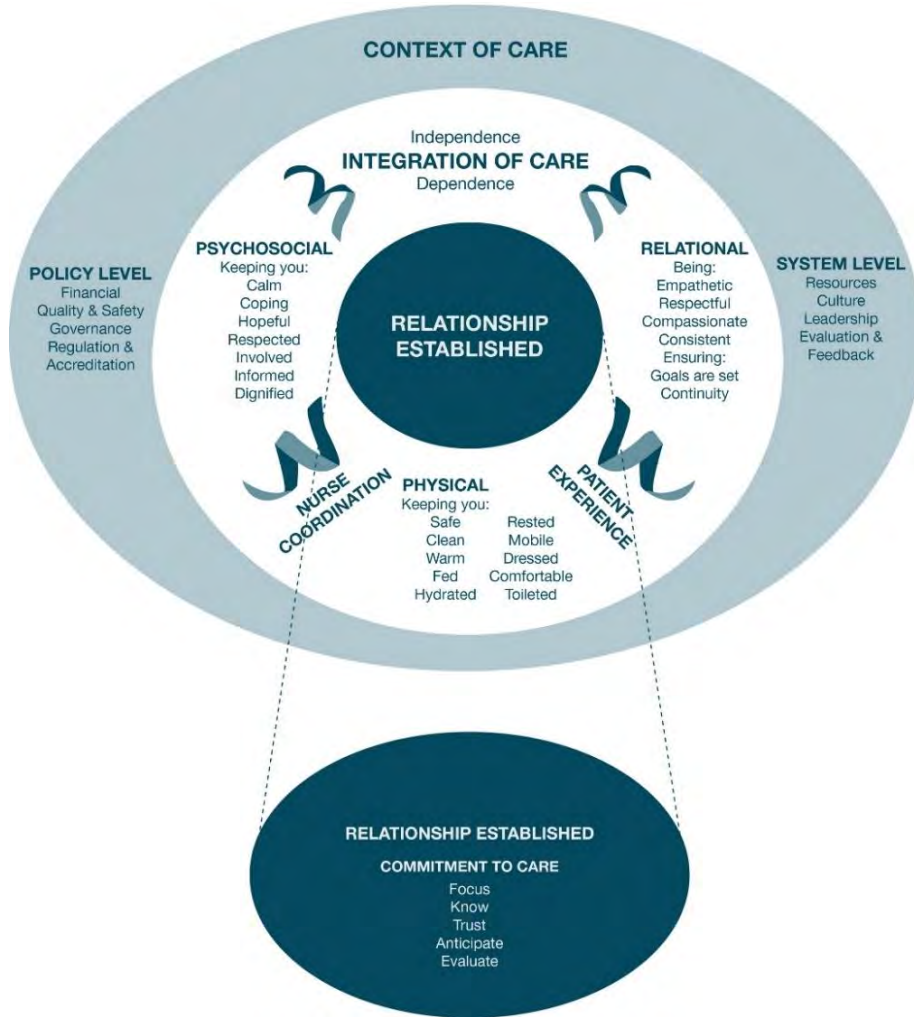 CONTEXT OF CARE
Independence
INTEGRATION OF CARE
Dependence
POLICY LEVEL
Financial
Quality & Safety
Governance
Regulation &
Accreditation
PSYCHOSOCIAL
Keeping you:
Calm
Coping
Hopeful
Respected
Involved
Informed
Dignified
RELATIONSHIP
ESTABLISHED
RELATIONAL
Being:
Empathetic
Respectful
Compassionate
Consistent
Ensuring:
Goals are set
Continuity
SYSTEM LEVEL
Resources
Culture
Leadership
Evaluation &
Feedback
NURSE
COORDINATION
PHYSICAL
Keeping you:
Safe Rested
Clean Mobile
Warm Dressed
Fed Comfortable
Hydrated Toileted
PATIENT
EXPERIENCE
RELATIONSHIP ESTABLISHED
COMMITMENT TO CARE
Focus
Know
Trust
Anticipate
Evaluate